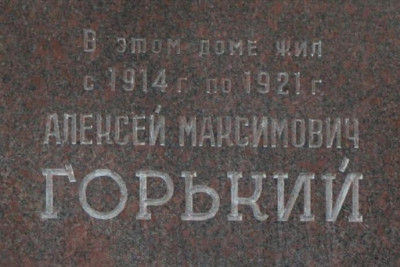 В этом доме жил
с 1914 г. по 1921 г.
АЛЕКСЕЙ МАКСИМОВИЧ
ГОРЬКИЙ